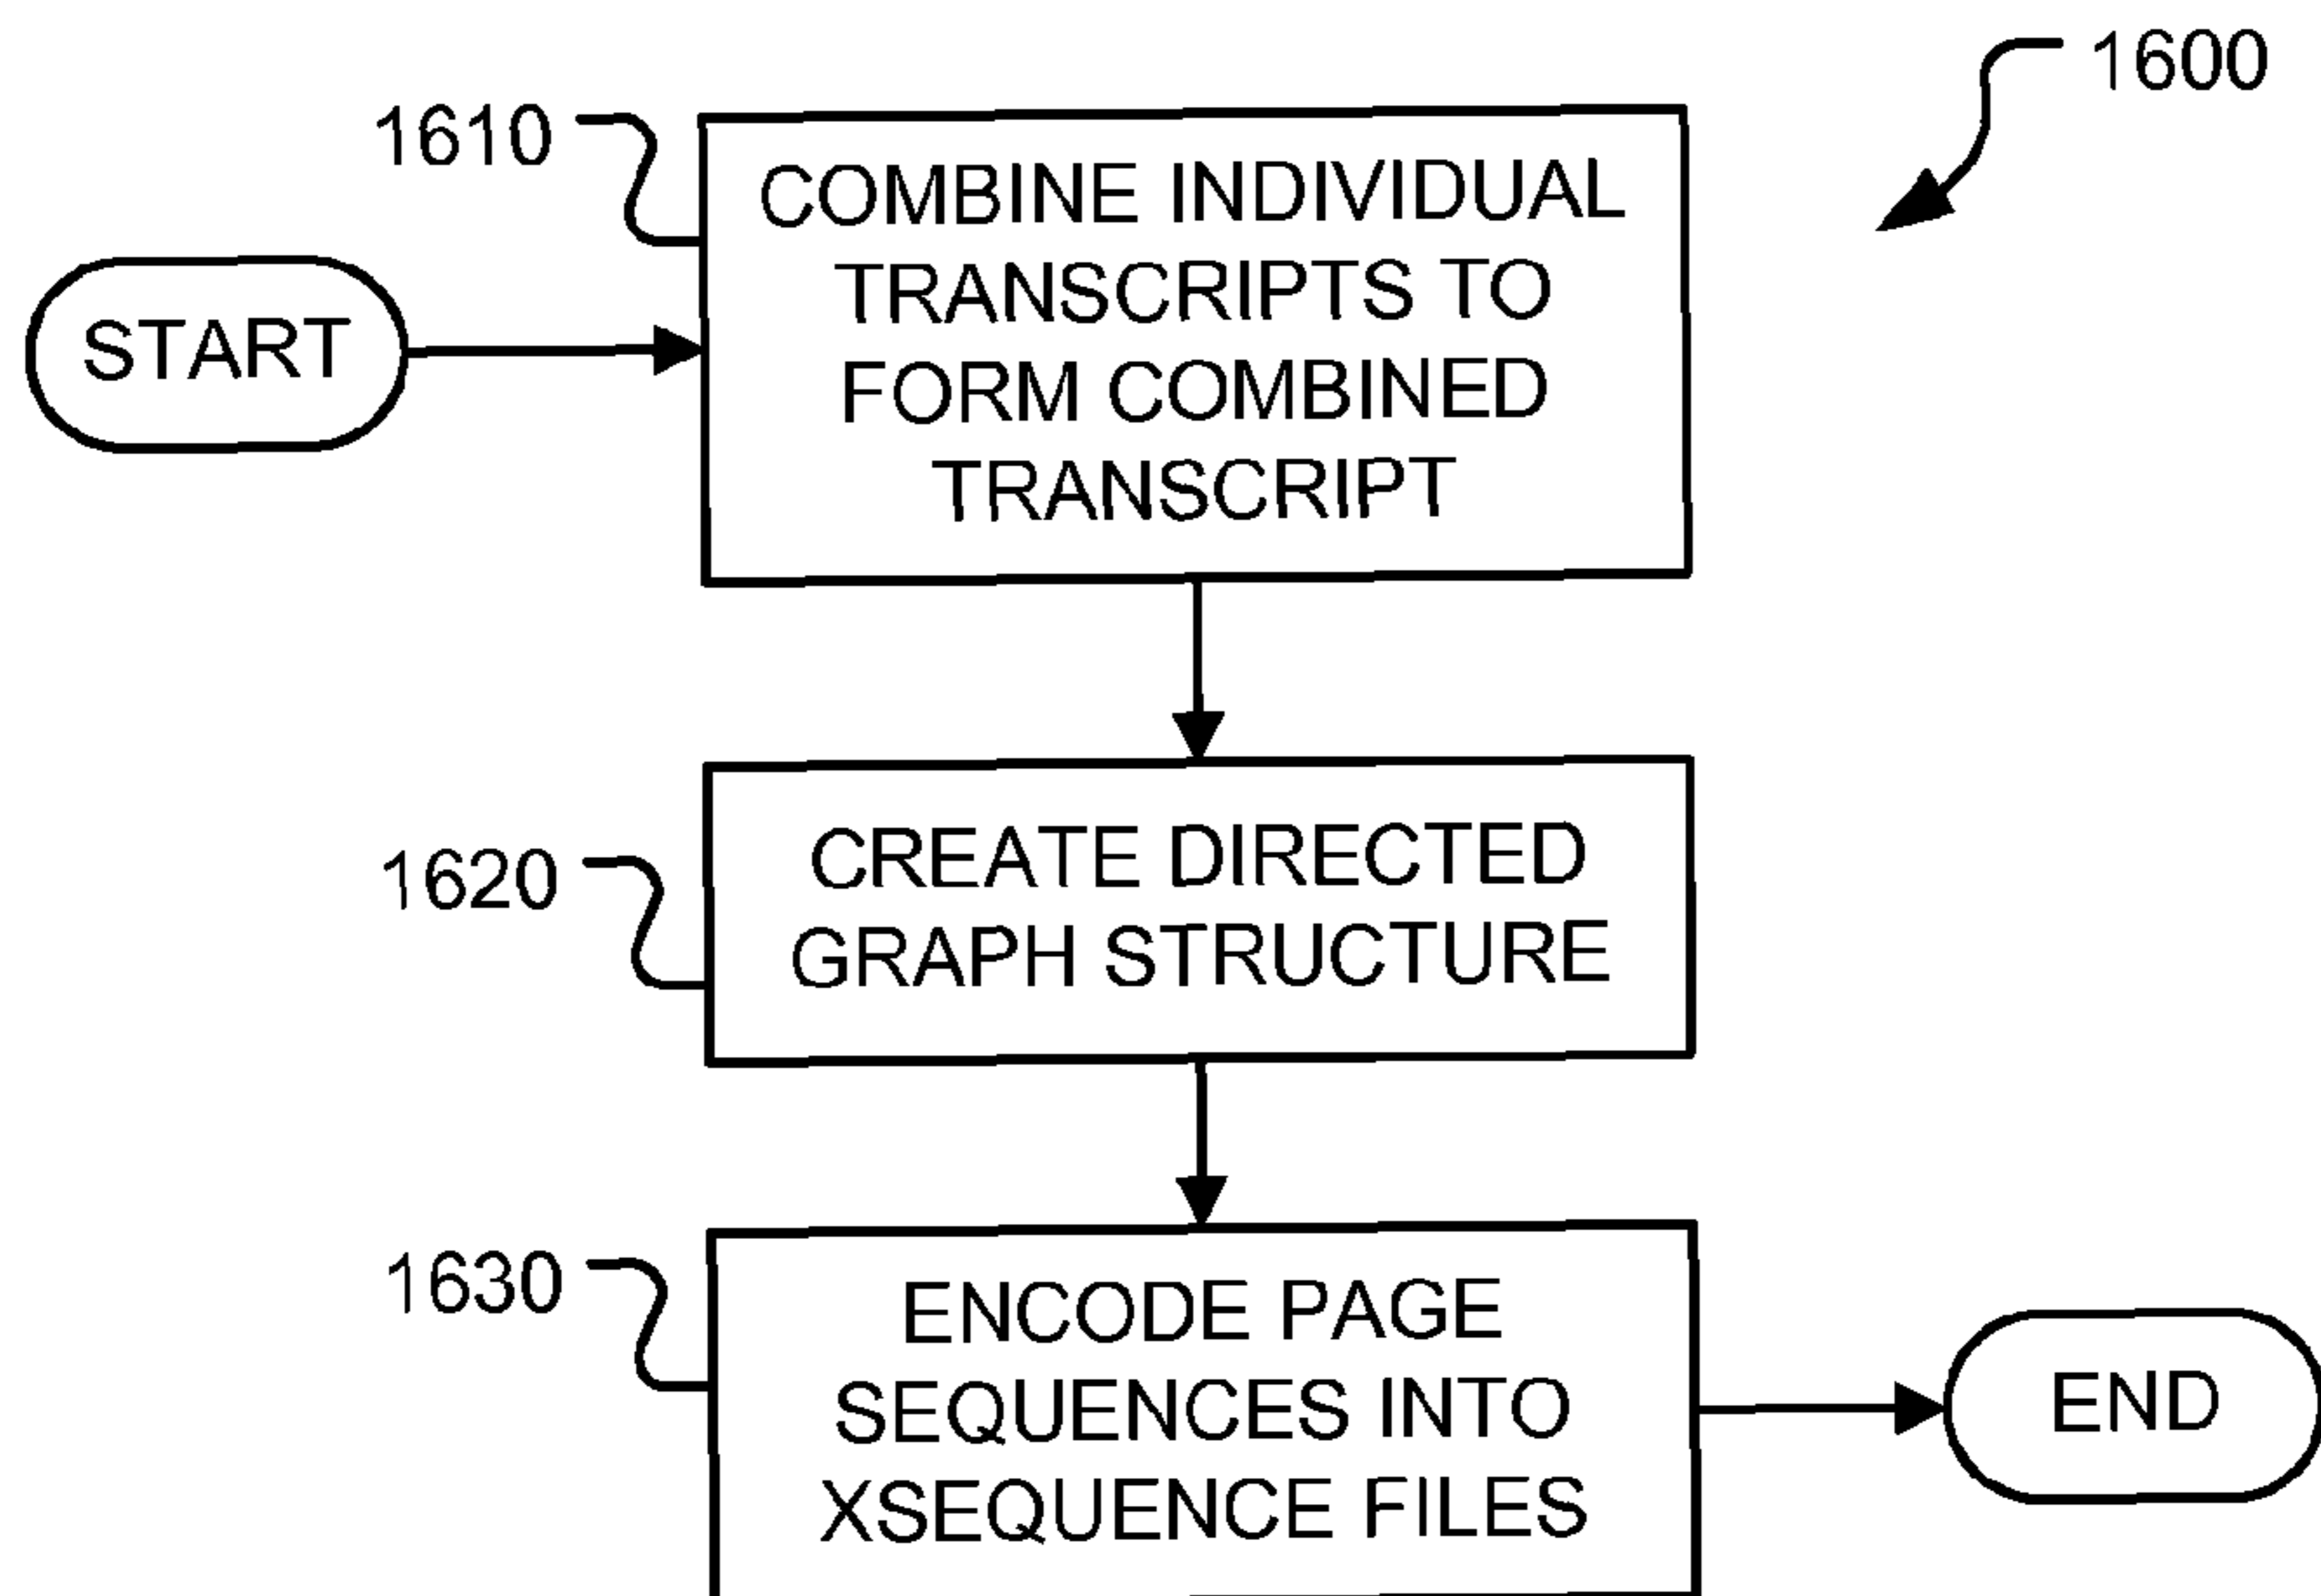 1600
1610
COMBINE INDIVIDUAL
TRANSCRIPTS TO
FORM COMBINED
TRANSCRIPT
START
1620
CREATE DIRECTED
GRAPH STRUCTURE
1630
ENCODE PAGE
SEQUENCES INTO
XSEQUENCE FILES
END